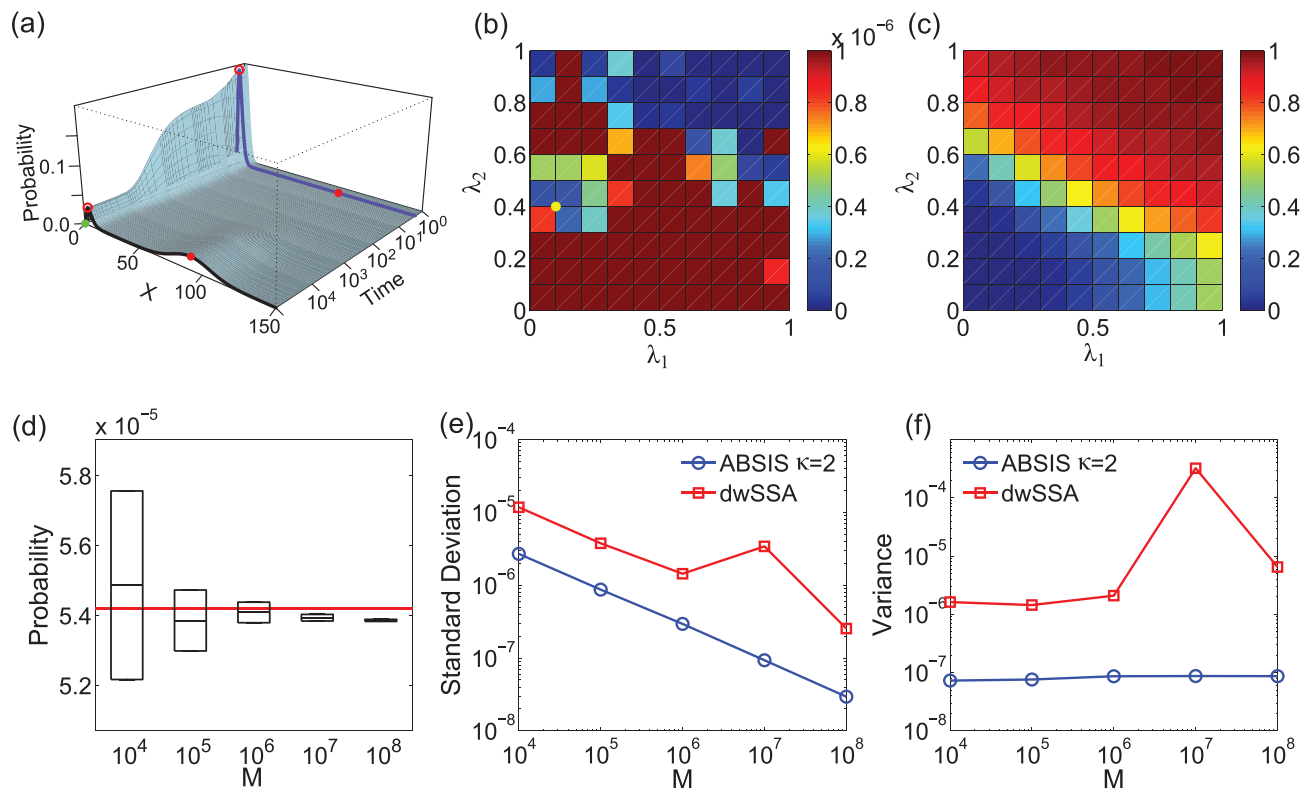 (a)
Probability
0.1
0.0
0
50
100
150
X
10⁴
10³
10²
10¹
10⁰
Time
(b)
x 10⁻⁶
1
0.8
0.6
0.4
0.2
0
λ₂
0
0.5
1
λ₁
1
0.8
0.6
0.4
0.2
0
(c)
1
0.8
0.6
0.4
0.2
0
λ₂
0
0.5
1
λ₁
1
0.8
0.6
0.4
0.2
0
(d)
x 10⁻⁵
5.8
5.6
5.4
5.2
Probability
10⁴ 10⁵ 10⁶ 10⁷ 10⁸
M
(e)
10⁻⁴
10⁻⁵
10⁻⁶
10⁻⁷
10⁻⁸
Standard Deviation
ABSIS κ=2
dwSSA
10⁴ 10⁵ 10⁶ 10⁷ 10⁸
M
(f)
10⁻⁴
10⁻⁵
10⁻⁶
10⁻⁷
10⁻⁸
Variance
ABSIS κ=2
dwSSA
10⁴ 10⁵ 10⁶ 10⁷ 10⁸
M